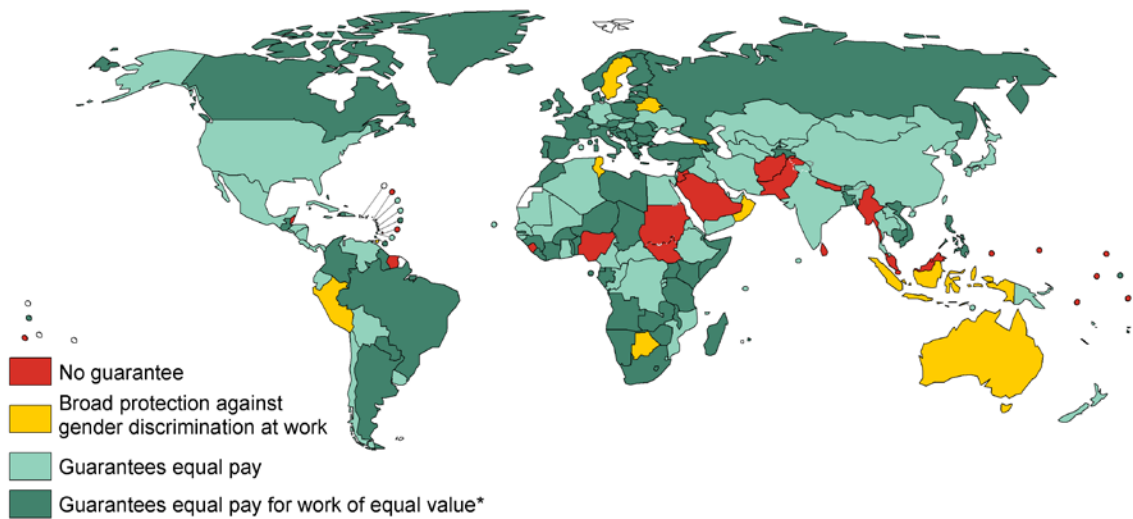 No guarantee
Broad protection against
gender discrimination at work
Guarantees equal pay
Guarantees equal pay for work of equal value*